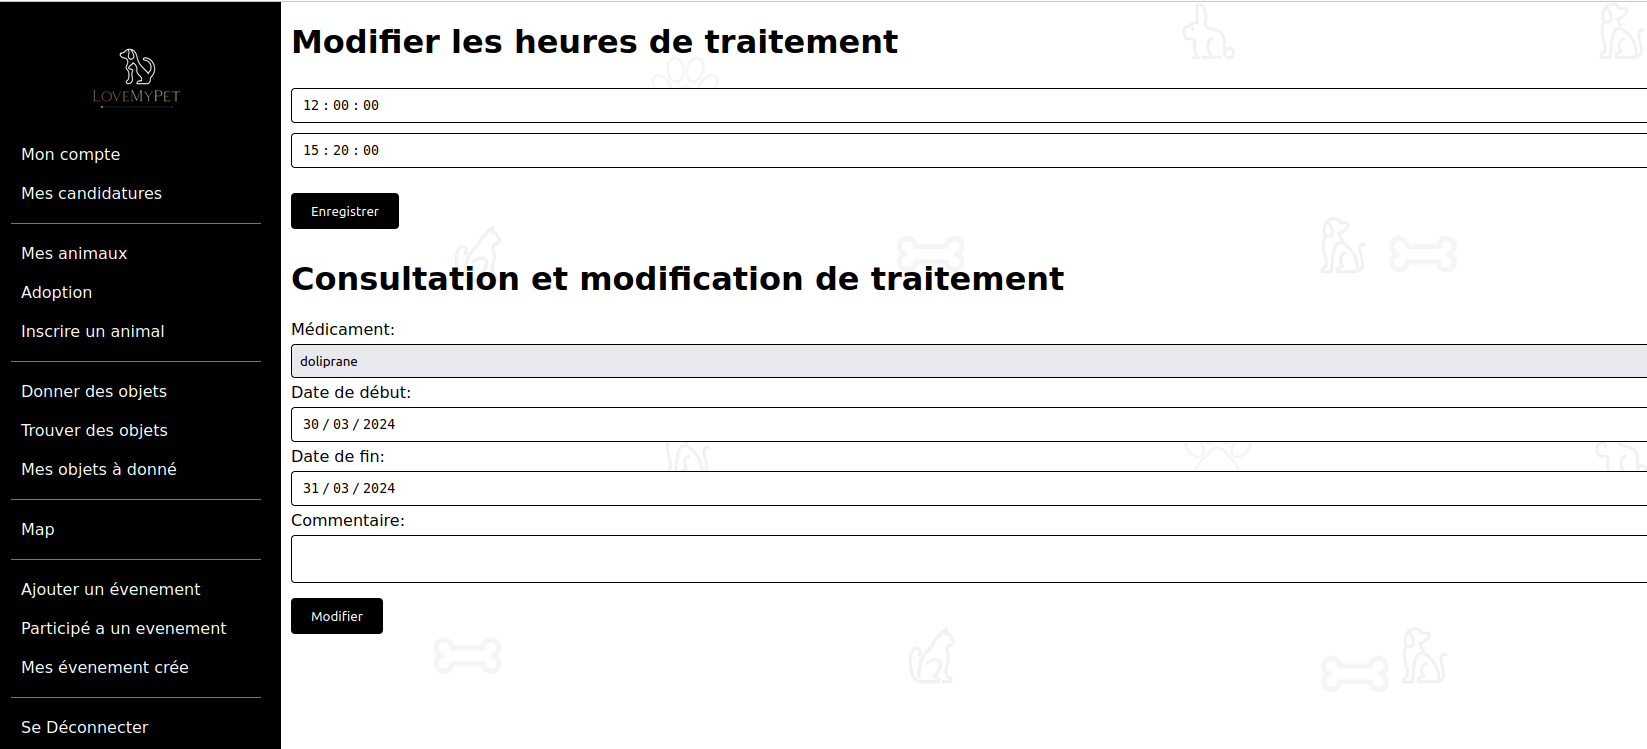 LOVEMYPET
Mon compte
Mes candidatures
Mes animaux
Adoption
Inscrire un animal
Donner des objets
Trouver des objets
Mes objets à donné
Map
Ajouter un évenement
Participé a un evenement
Mes évenement crée
Se Déconnecter
Modifier les heures de traitement
12 : 00 : 00
15 : 20 : 00
Enregistrer
Consultation et modification de traitement
Médicament:
doliprane
Date de début:
30 / 03 / 2024
Date de fin:
31 / 03 / 2024
Commentaire:
Modifier